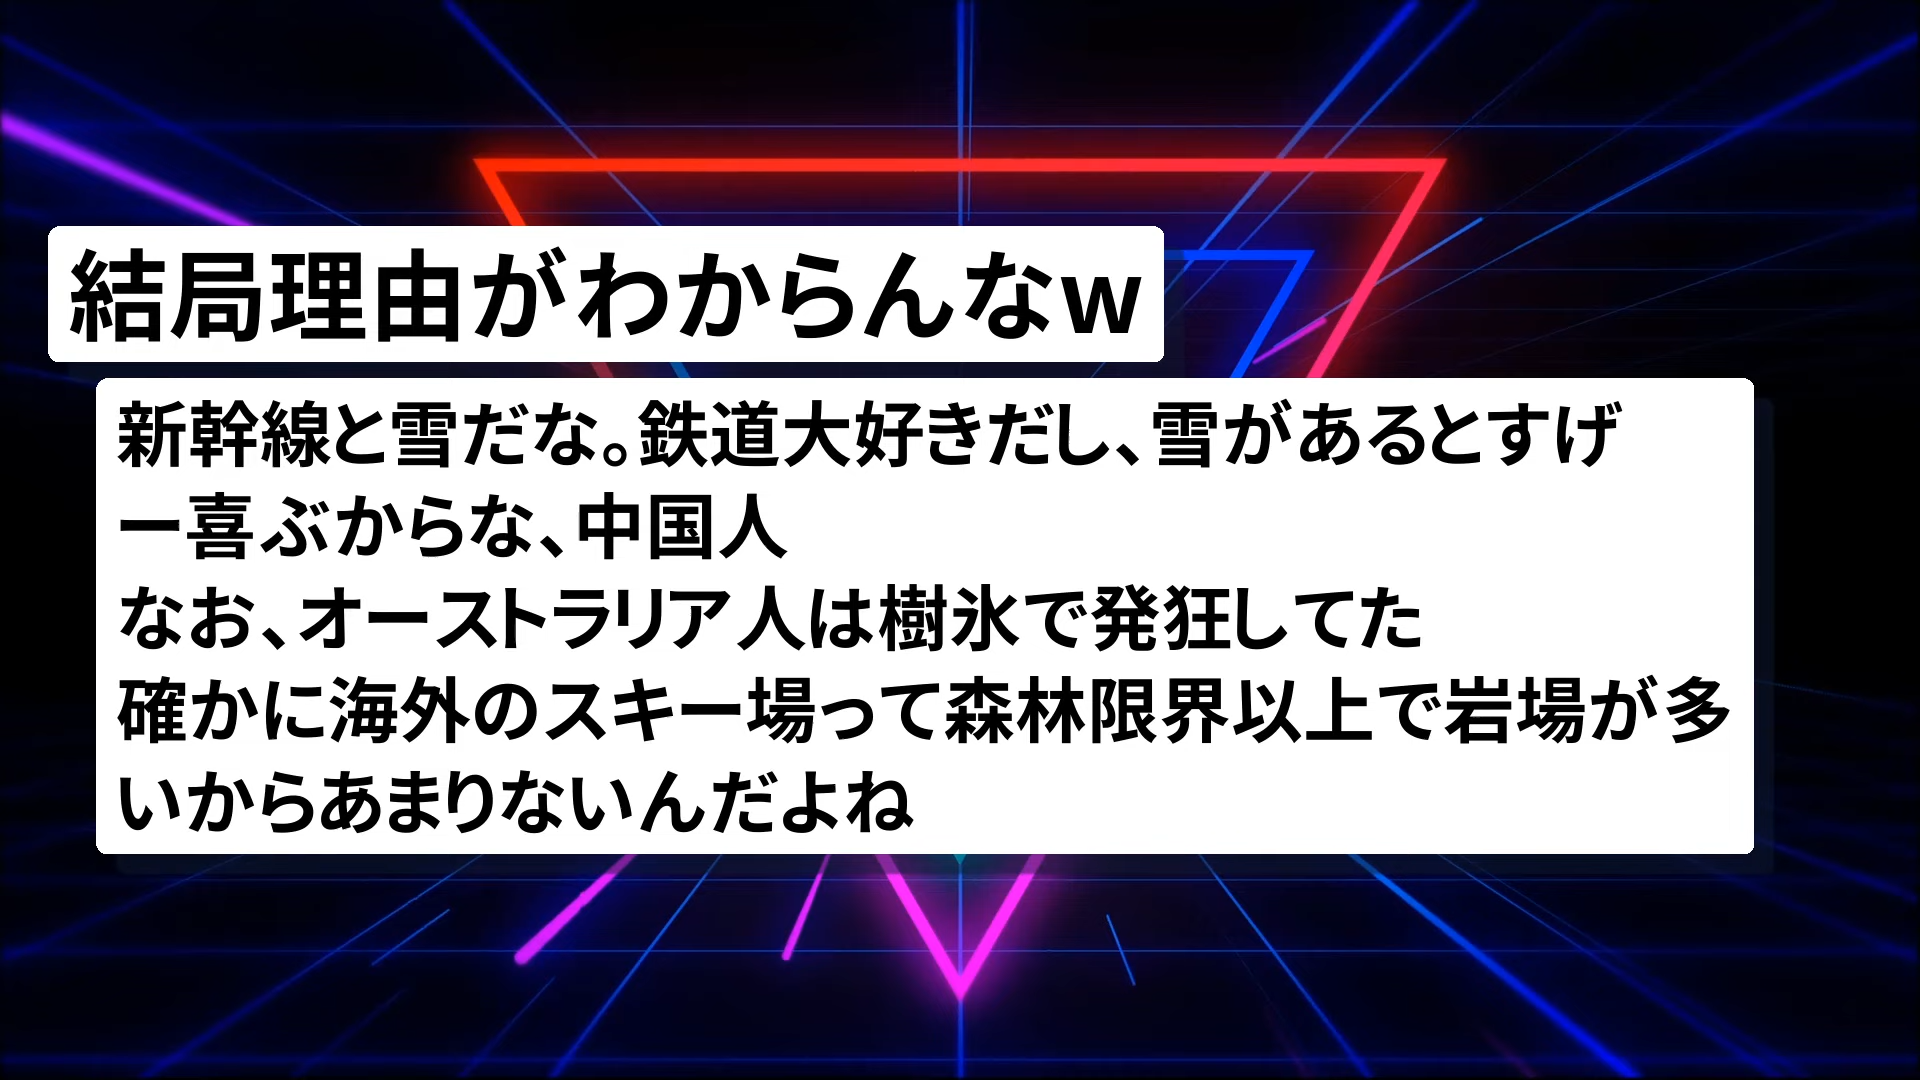 結局理由がわからんなw
新幹線と雪だな。鉄道大好きだし、雪があるとすげ
ー喜ぶからな、中国人
なお、オーストラリア人は樹氷で発狂してた
確かに海外のスキー場って森林限界以上で岩場が多
いからあまりないんだよね